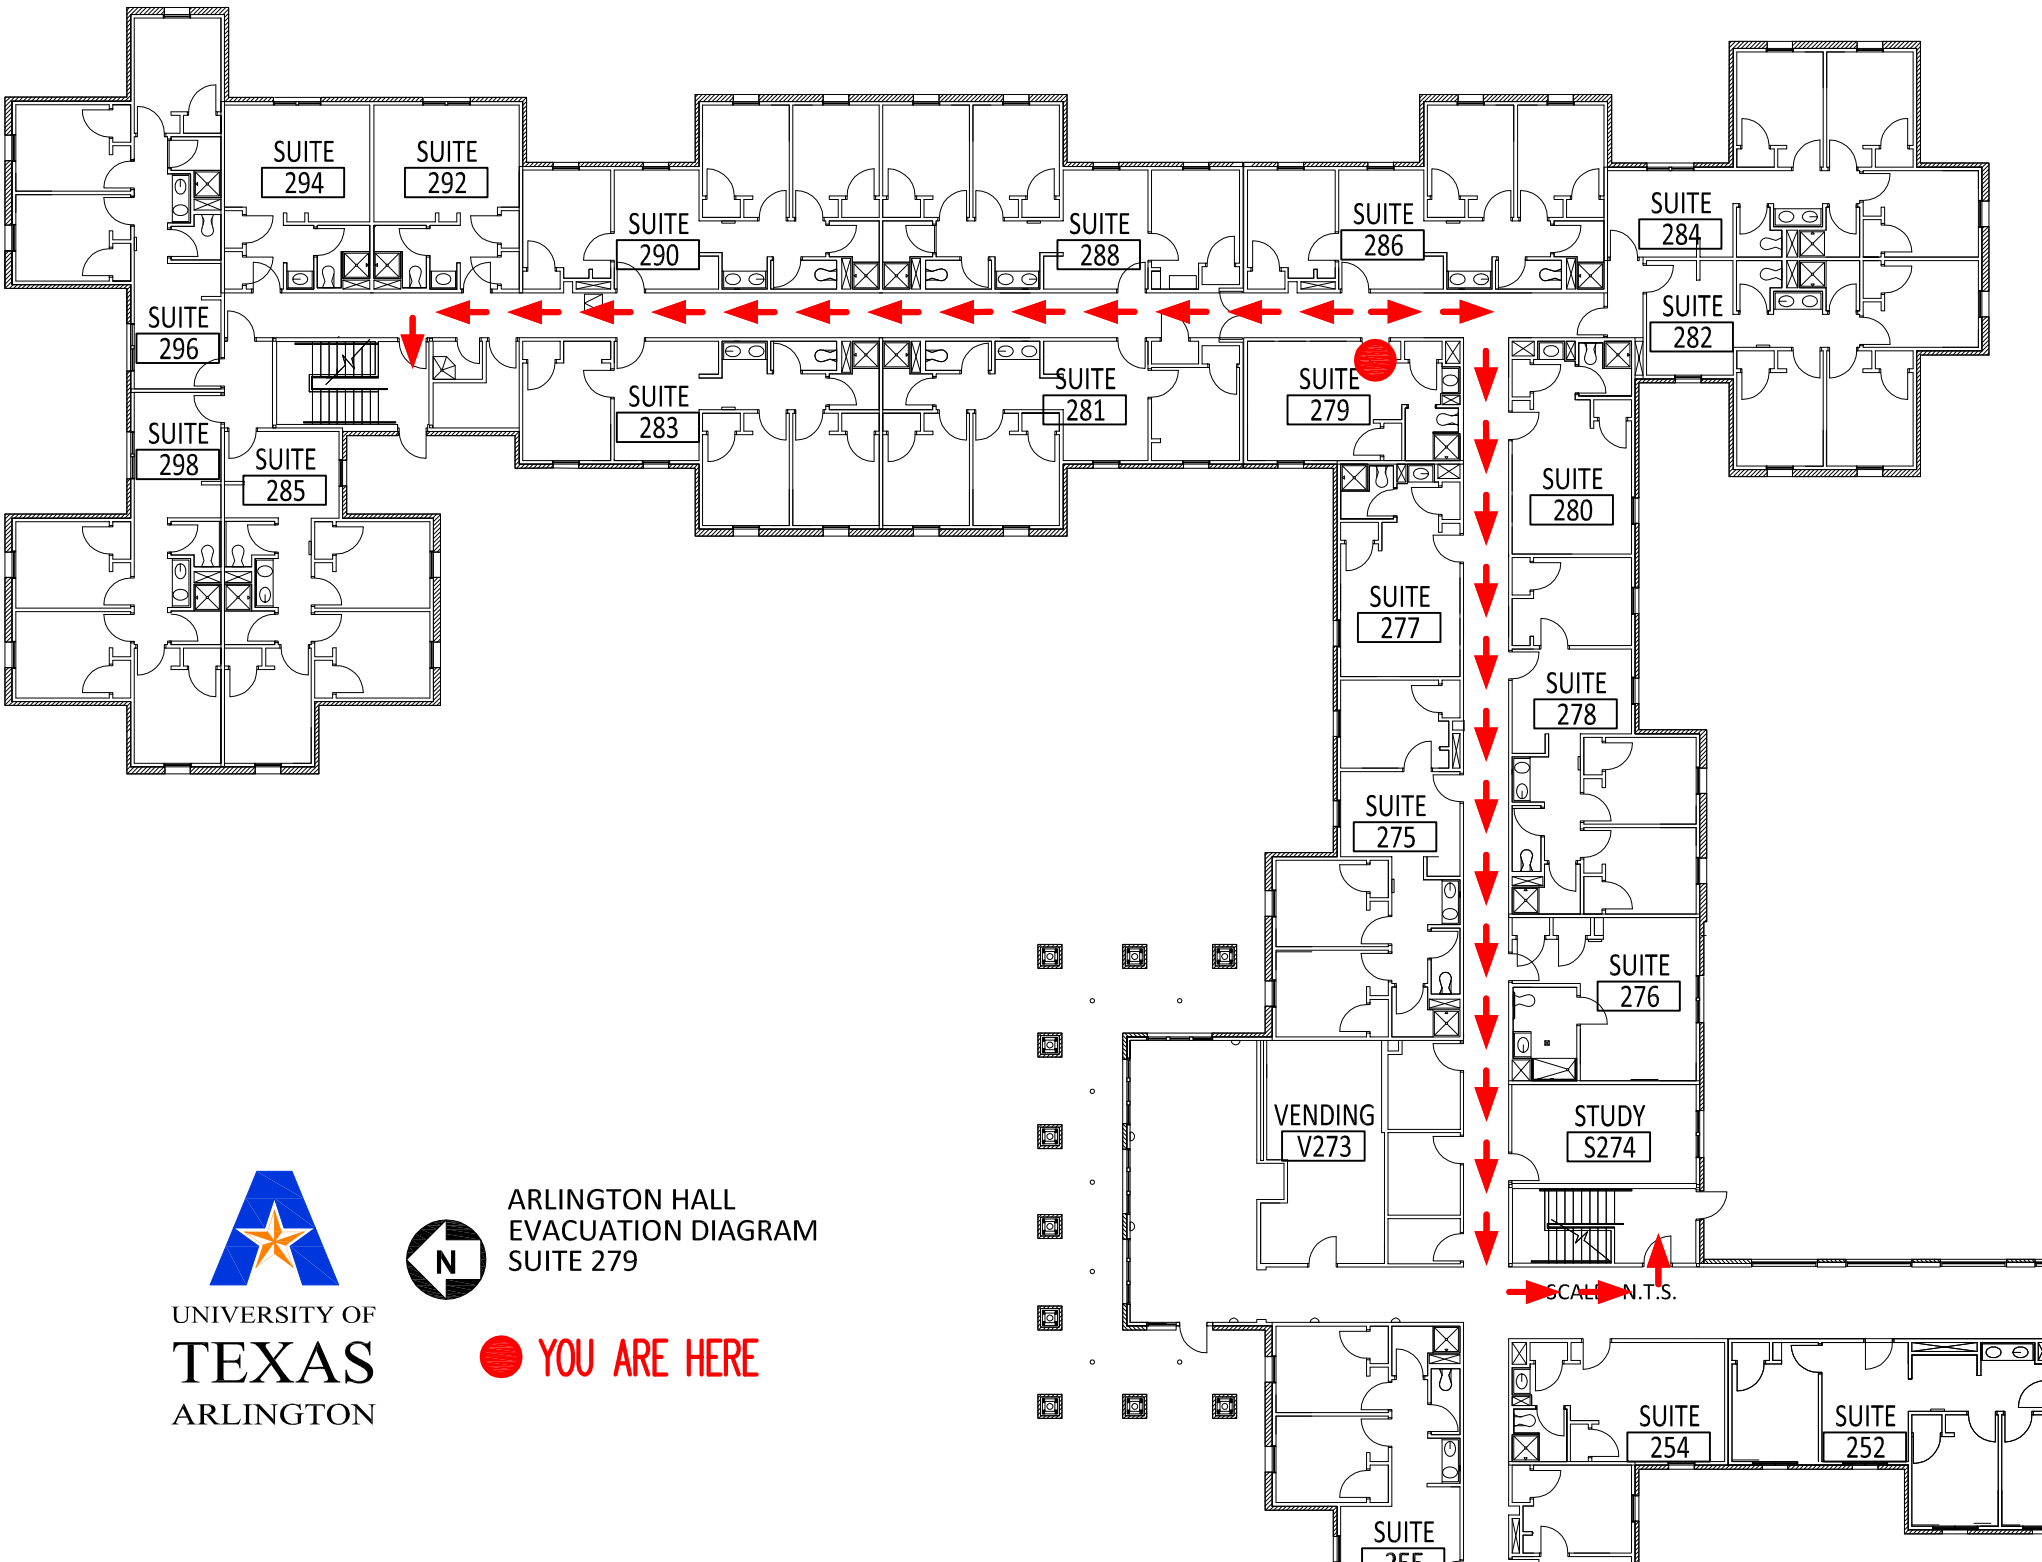 SUITE
294
SUITE
292
SUITE
290
SUITE
288
SUITE
286
SUITE
284
SUITE
282
SUITE
296
SUITE
298
SUITE
285
SUITE
283
SUITE
281
SUITE
279
SUITE
280
SUITE
277
SUITE
278
SUITE
275
SUITE
276
VENDING
V273
STUDY
S274
SCALE N.T.S.
SUITE
254
SUITE
252
SUITE
255
N
ARLINGTON HALL
EVACUATION DIAGRAM
SUITE 279
YOU ARE HERE
UNIVERSITY OF
TEXAS
ARLINGTON